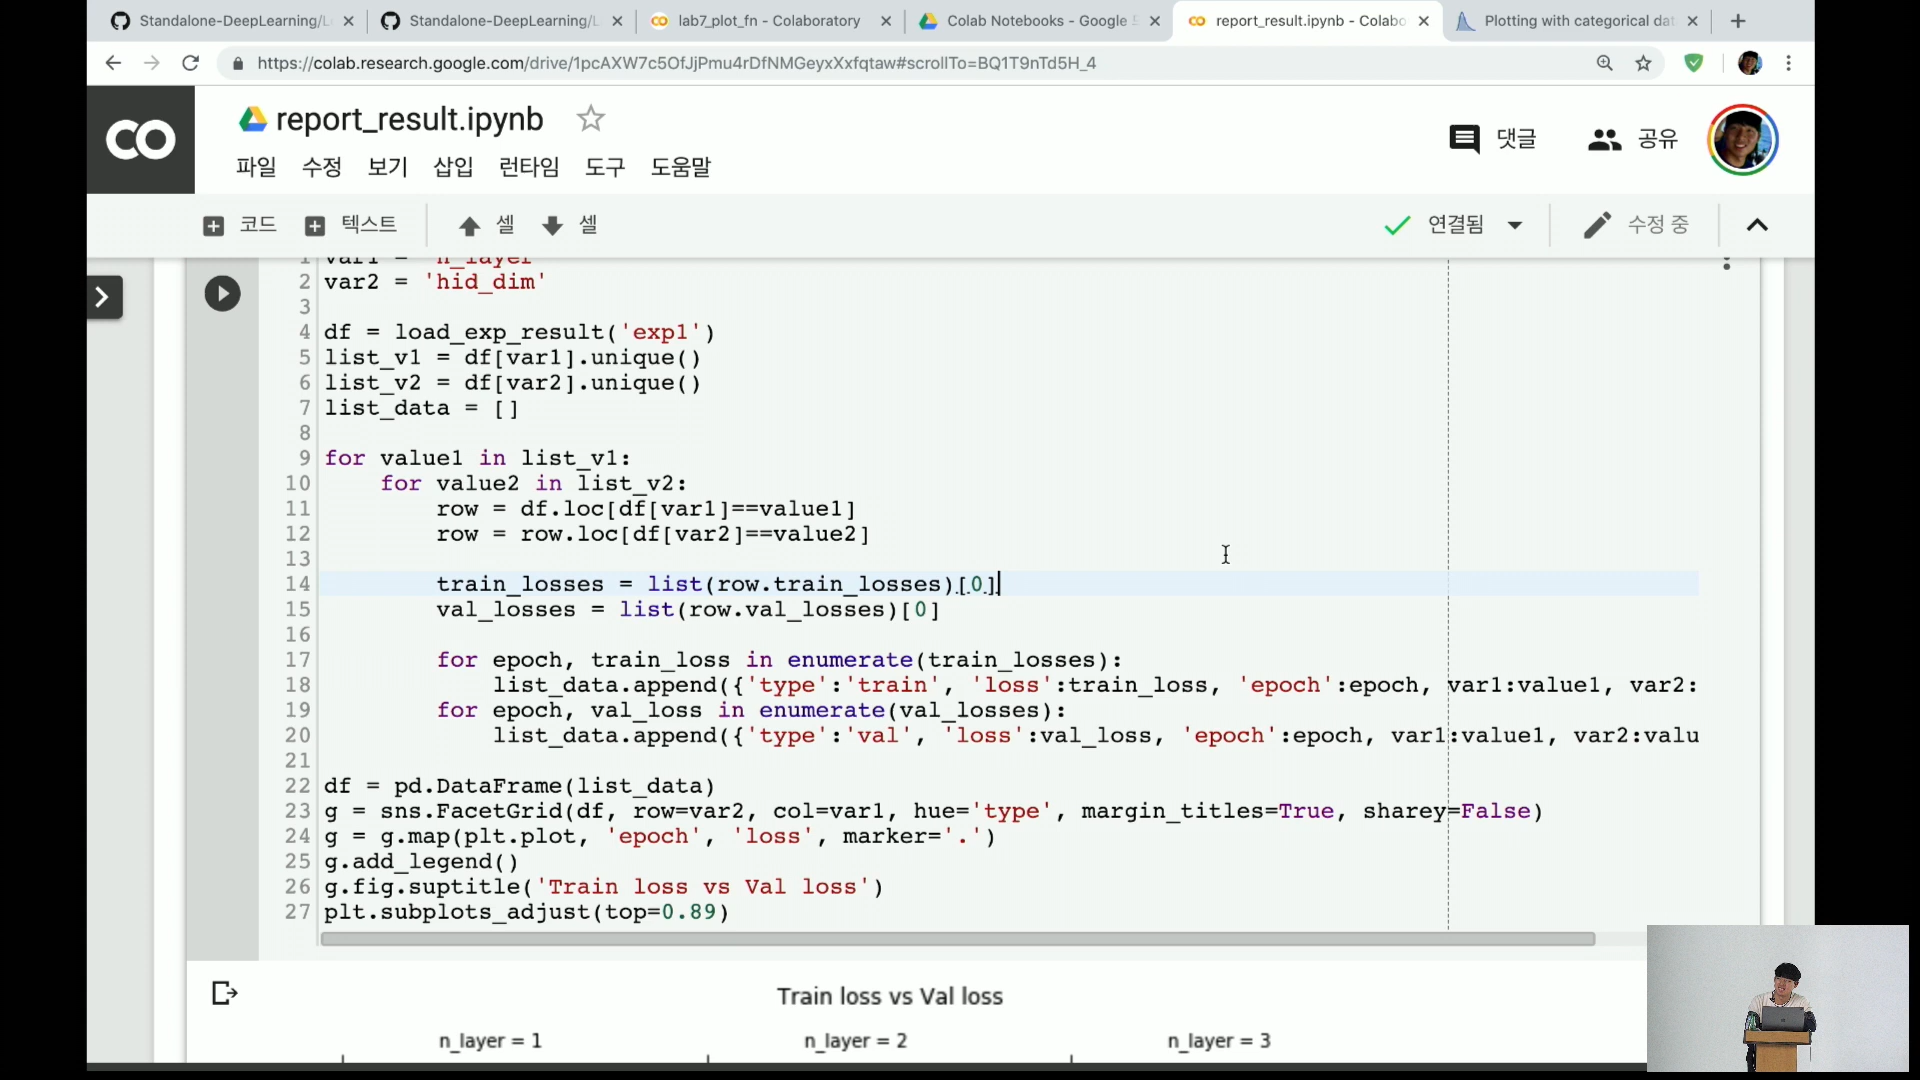 Standalone-DeepLearning/L
Standalone-DeepLearning/L
lab7_plot_fn - Colaboratory
Colab Notebooks - Google
report_result.ipynb - Colabo
Plotting with categorical dat
https://colab.research.google.com/drive/1pcAXW7c5OfJjPmu4rDfNMGeyxXxfqtaw#scrollTo=BQ1T9nTd5H_4
CO
report_result.ipynb
댓글
공유
파일 수정 보기 삽입 런타임 도구 도움말
코드 텍스트 셀 셀
연결됨
수정 중
1 var1 = 'n_layer'
2 var2 = 'hid_dim'
3
4 df = load_exp_result('exp1')
5 list_v1 = df[var1].unique()
6 list_v2 = df[var2].unique()
7 list_data = []
8
9 for value1 in list_v1:
10     for value2 in list_v2:
11         row = df.loc[df[var1]==value1]
12         row = row.loc[df[var2]==value2]
13
14         train_losses = list(row.train_losses)[0]
15         val_losses = list(row.val_losses)[0]
16
17         for epoch, train_loss in enumerate(train_losses):
18             list_data.append({'type':'train', 'loss':train_loss, 'epoch':epoch, var1:value1, var2:
19         for epoch, val_loss in enumerate(val_losses):
20             list_data.append({'type':'val', 'loss':val_loss, 'epoch':epoch, var1:value1, var2:valu
21
22 df = pd.DataFrame(list_data)
23 g = sns.FacetGrid(df, row=var2, col=var1, hue='type', margin_titles=True, sharey=False)
24 g = g.map(plt.plot, 'epoch', 'loss', marker='.')
25 g.add_legend()
26 g.fig.suptitle('Train loss vs Val loss')
27 plt.subplots_adjust(top=0.89)
Train loss vs Val loss
n_layer = 1
n_layer = 2
n_layer = 3